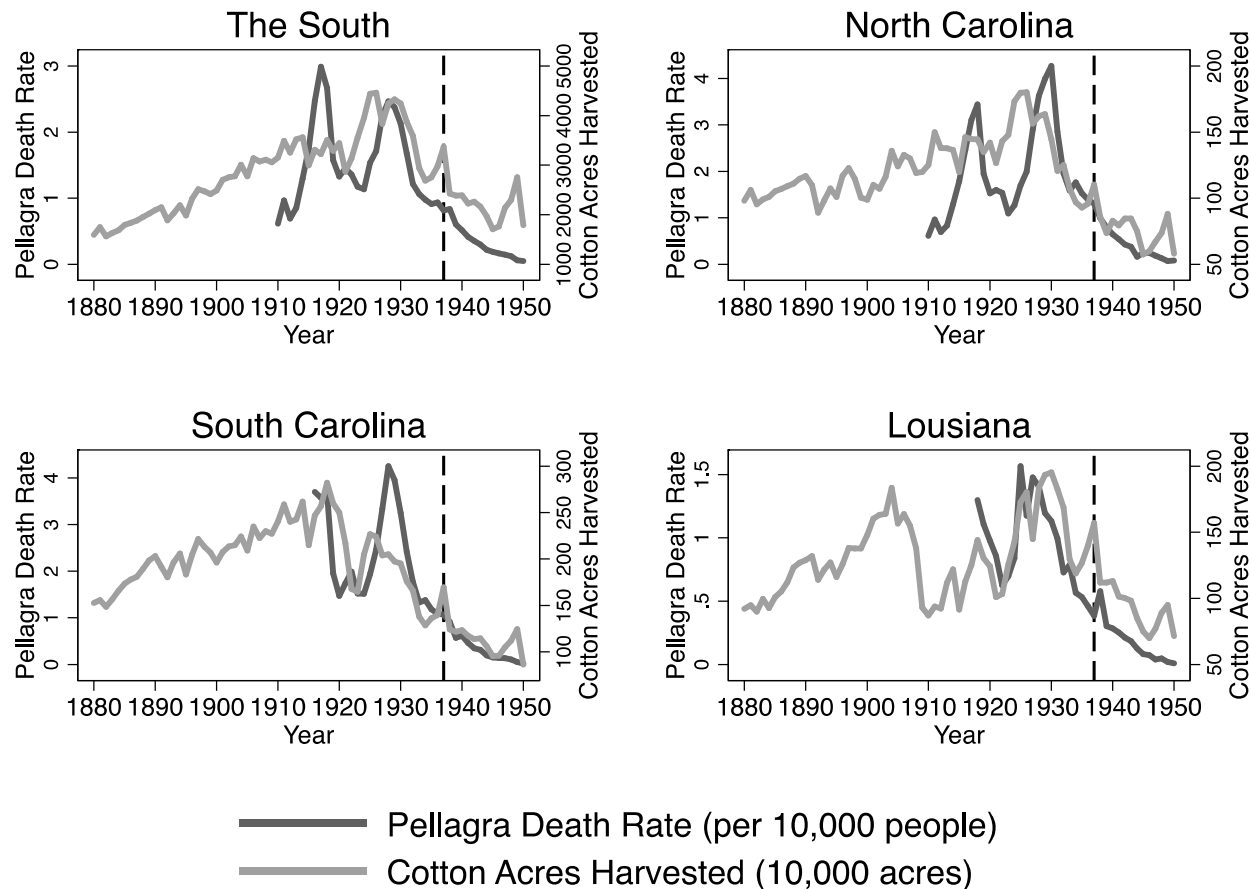 The South
Pellagra Death Rate
0 1 2 3
1000 2000 3000 4000 5000
Cotton Acres Harvested
1880 1890 1900 1910 1920 1930 1940 1950
Year
North Carolina
Pellagra Death Rate
0 1 2 3 4
50 100 150 200
Cotton Acres Harvested
1880 1890 1900 1910 1920 1930 1940 1950
Year
South Carolina
Pellagra Death Rate
0 1 2 3 4
100 150 200 250 300
Cotton Acres Harvested
1880 1890 1900 1910 1920 1930 1940 1950
Year
Lousiana
Pellagra Death Rate
0 .5 1 1.5
50 100 150 200
Cotton Acres Harvested
1880 1890 1900 1910 1920 1930 1940 1950
Year
Pellagra Death Rate (per 10,000 people)
Cotton Acres Harvested (10,000 acres)